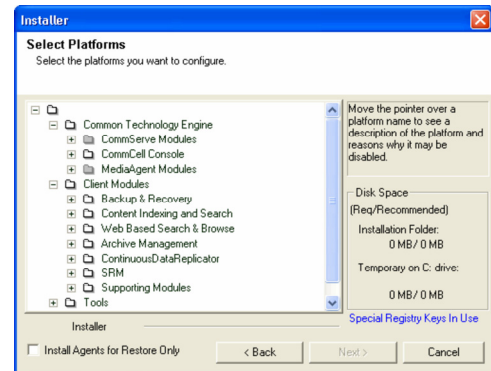 Installer
Select Platforms
Select the platforms you want to configure.
Common Technology Engine
CommServe Modules
CommCell Console
MediaAgent Modules
Client Modules
Backup & Recovery
Content Indexing and Search
Web Based Search & Browse
Archive Management
ContinuousDataReplicator
SRM
Supporting Modules
Tools
Move the pointer over a
platform name to see a
description of the platform and
reasons why it may be
disabled.
Disk Space
(Req/Recommended)
Installation Folder:
0 MB/ 0 MB
Temporary on C: drive:
0 MB/ 0 MB
Special Registry Keys In Use
Installer
Install Agents for Restore Only
< Back
Next >
Cancel